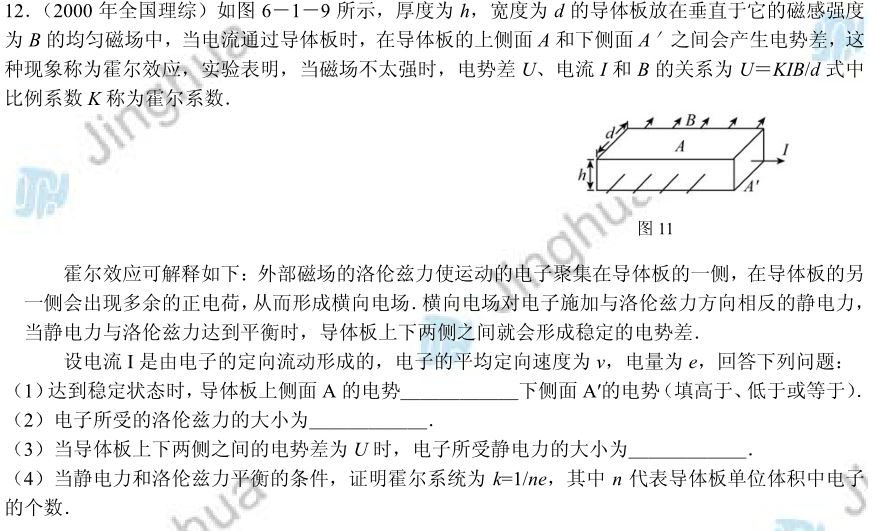 12.（2000 年全国理综）如图 6－1－9 所示，厚度为 h，宽度为 d 的导体板放在垂直于它的磁感强度
为 B 的均匀磁场中，当电流通过导体板时，在导体板的上侧面 A 和下侧面 A′之间会产生电势差，这
种现象称为霍尔效应，实验表明，当磁场不太强时，电势差 U、电流 I 和 B 的关系为 U＝KIB/d 式中
比例系数 K 称为霍尔系数．
B
d
A
I
h
A′
图 11
霍尔效应可解释如下：外部磁场的洛伦兹力使运动的电子聚集在导体板的一侧，在导体板的另
一侧会出现多余的正电荷，从而形成横向电场．横向电场对电子施加与洛伦兹力方向相反的静电力，
当静电力与洛伦兹力达到平衡时，导体板上下两侧之间就会形成稳定的电势差．
设电流 I 是由电子的定向流动形成的，电子的平均定向速度为 v，电量为 e，回答下列问题：
（1）达到稳定状态时，导体板上侧面 A 的电势____________下侧面 A′的电势（填高于、低于或等于）．
（2）电子所受的洛伦兹力的大小为____________．
（3）当导体板上下两侧之间的电势差为 U 时，电子所受静电力的大小为____________．
（4）当静电力和洛伦兹力平衡的条件，证明霍尔系统为 k=1/ne，其中 n 代表导体板单位体积中电子
的个数．
Jinghua
Jinghua